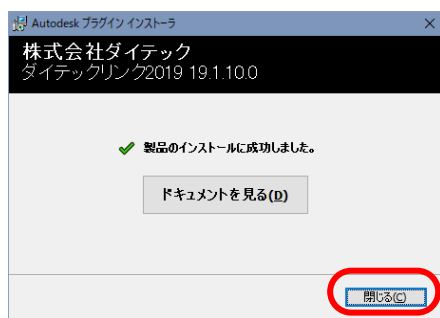 Autodesk プラグイン インストーラ
株式会社ダイテック
ダイテックリンク2019 19.1.10.0
製品のインストールに成功しました。
ドキュメントを見る(D)
閉じる(C)